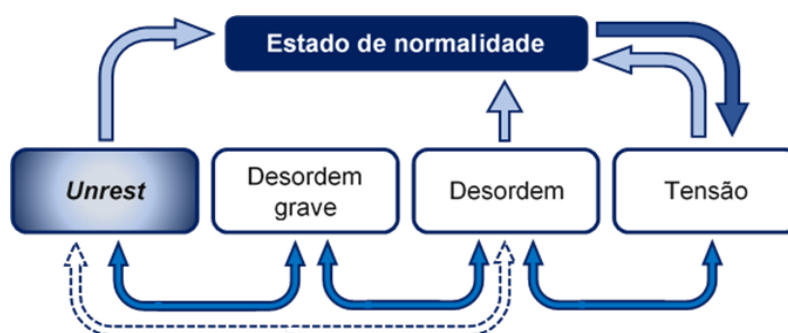 Estado de normalidade
Unrest
Desordem
grave
Desordem
Tensão